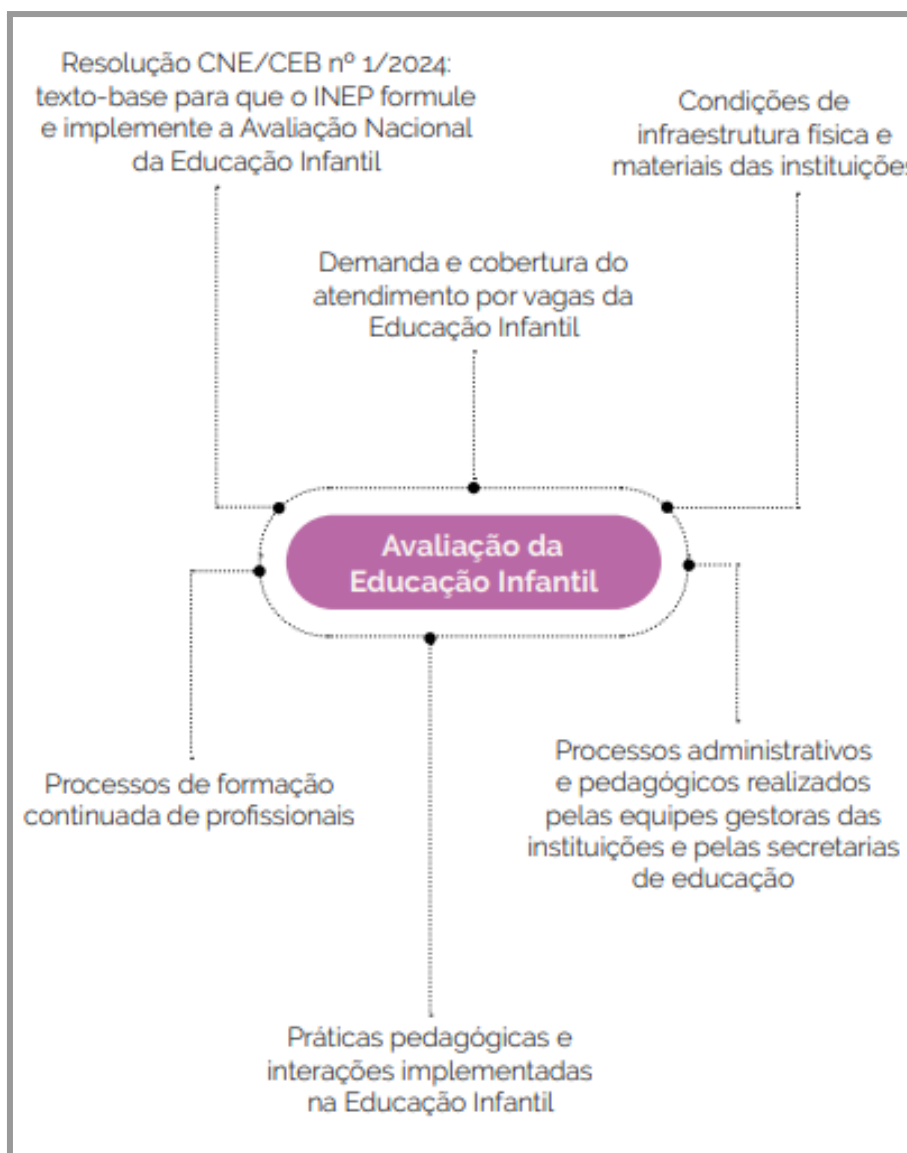 Resolução CNE/CEB nº 1/2024:
texto-base para que o INEP formule
e implemente a Avaliação Nacional
da Educação Infantil
Condições de
infraestrutura fisica e
materiais das instituições
Demanda e cobertura do
atendimento por vagas da
Educação Infantil
Avaliação da
Educação Infantil
Processos de formação
continuada de profissionais
Processos administrativos
e pedagógicos realizados
pelas equipes gestoras das
instituições e pelas secretarias
de educação
Práticas pedagógicas e
interações implementadas
na Educação Infantil